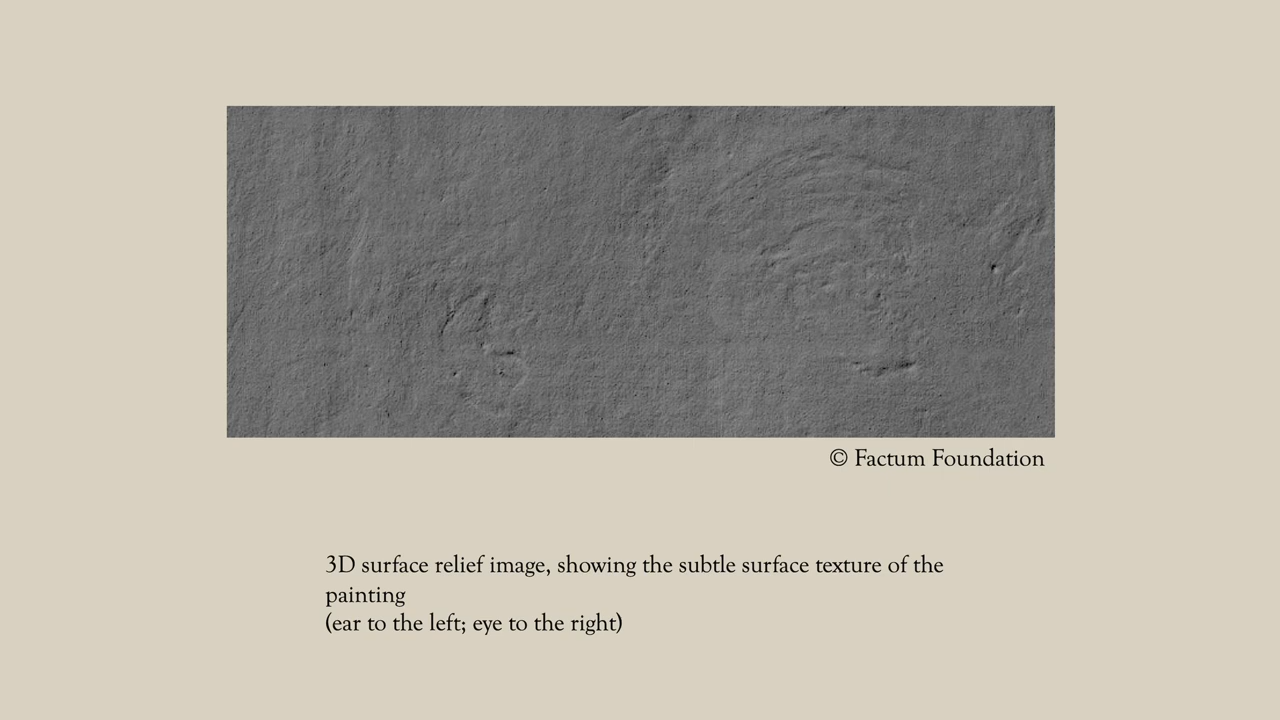 © Factum Foundation
3D surface relief image, showing the subtle surface texture of the
painting
(ear to the left; eye to the right)